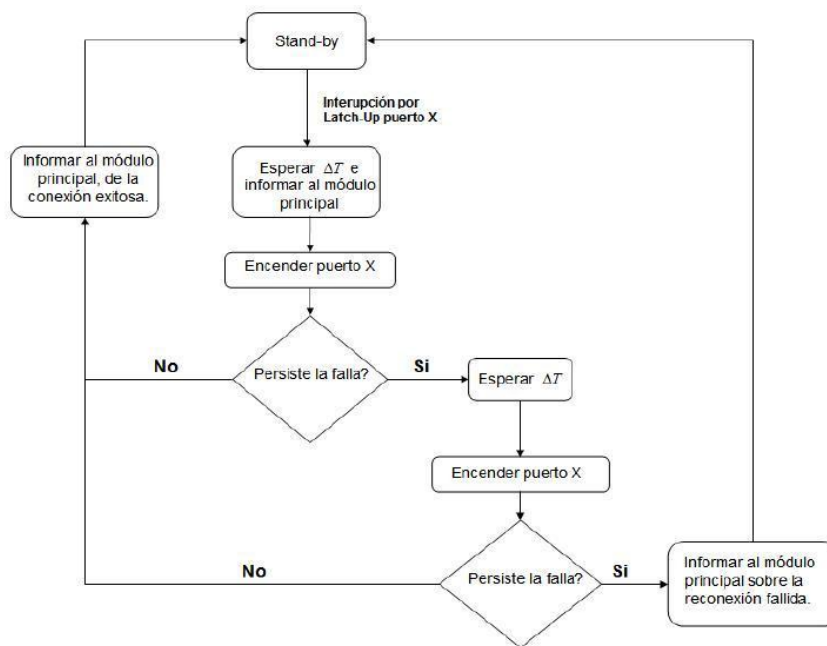 Stand-by
Interupción por
Latch-Up puerto X
Informar al módulo
principal, de la
conexión exitosa.
Esperar ΔT e
informar al módulo
principal
Encender puerto X
Persiste la falla?
No
Si
Esperar ΔT
Encender puerto X
Persiste la falla?
No
Si
Informar al módulo
principal sobre la
reconexión fallida.